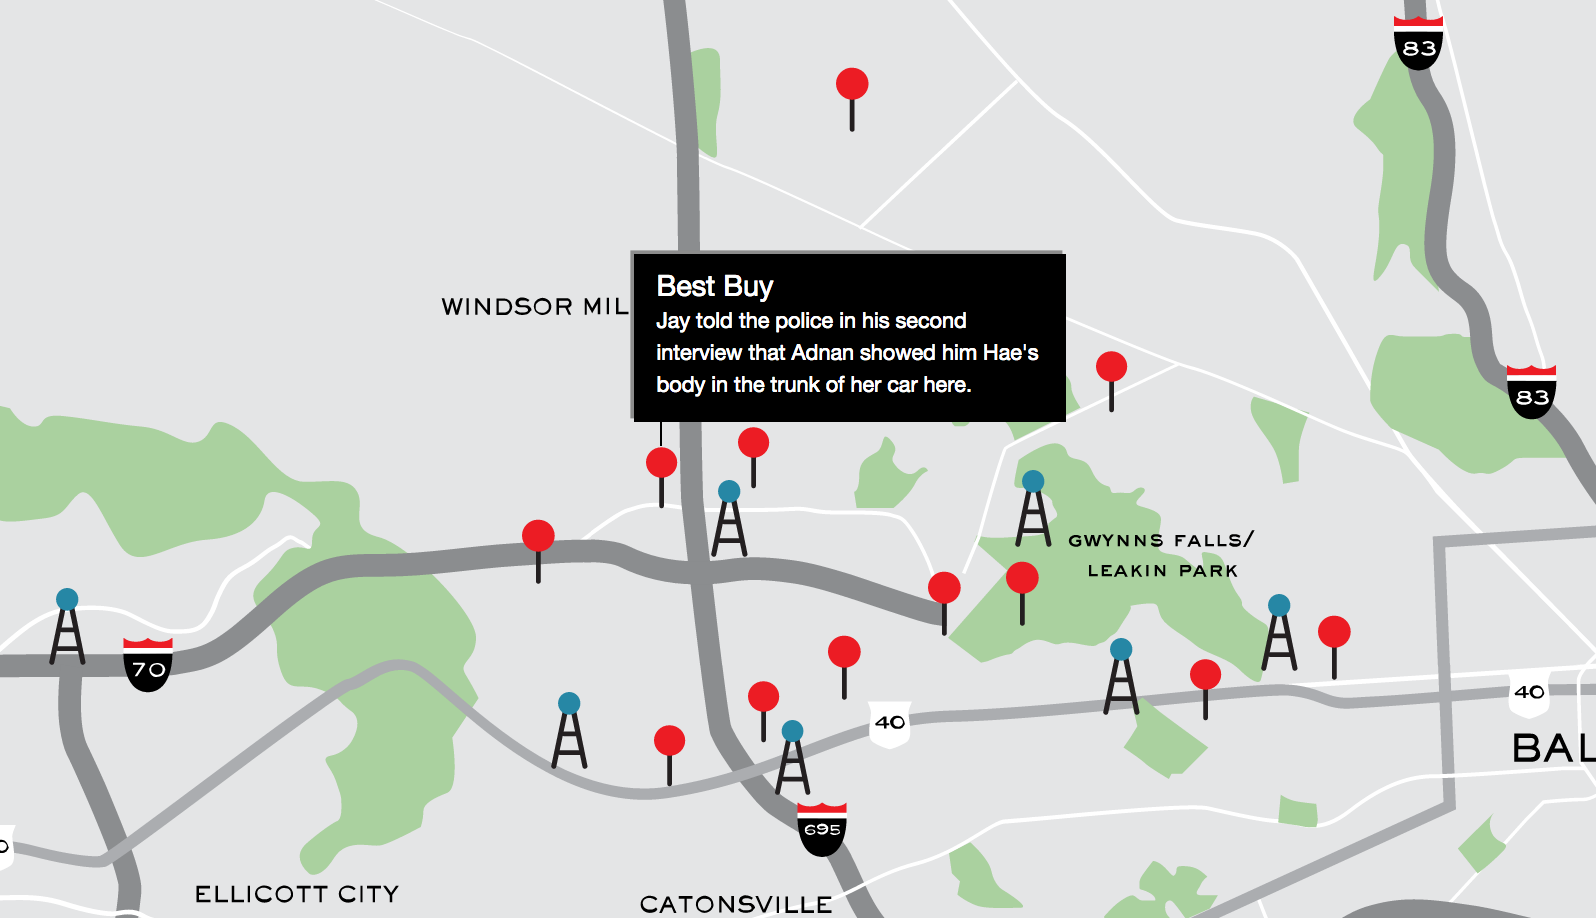 83
Best Buy
Jay told the police in his second
interview that Adnan showed him Hae's
body in the trunk of her car here.
WINDSOR MIL
83
GWYNNS FALLS/
LEAKIN PARK
70
40
40
BAL
695
0
ELLICOTT CITY
CATONSVILLE